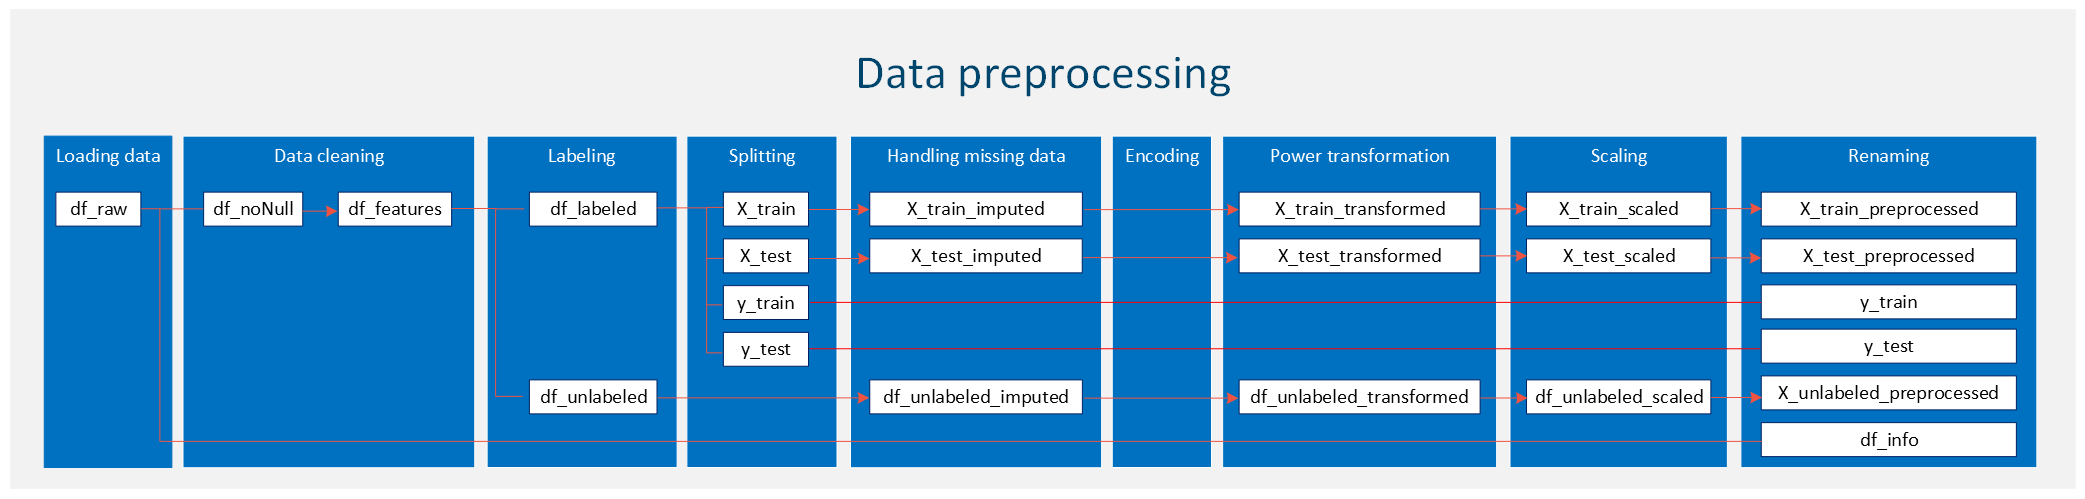 Data preprocessing
Loading data
df_raw
Data cleaning
df_noNull
df_features
Labeling
df_labeled
df_unlabeled
Splitting
X_train
X_test
y_train
y_test
Handling missing data
X_train_imputed
X_test_imputed
df_unlabeled_imputed
Encoding
Power transformation
X_train_transformed
X_test_transformed
df_unlabeled_transformed
Scaling
X_train_scaled
X_test_scaled
df_unlabeled_scaled
Renaming
X_train_preprocessed
X_test_preprocessed
y_train
y_test
X_unlabeled_preprocessed
df_info